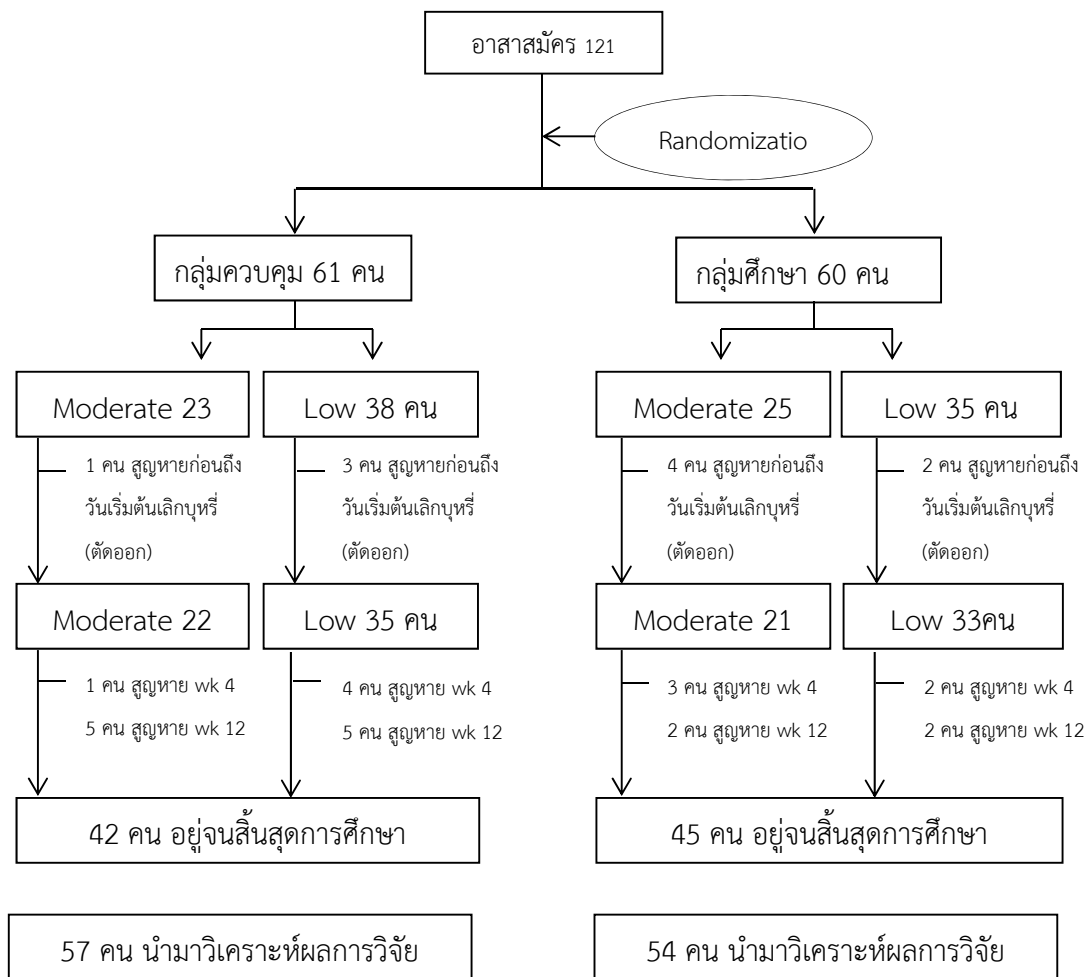 อาสาสมัคร 121
Randomizatio
กลุ่มควบคุม 61 คน
กลุ่มศึกษา 60 คน
Moderate 23
Low 38 คน
Moderate 25
Low 35 คน
1 คน สูญหายก่อนถึง
วันเริ่มต้นเลิกบุหรี่
(ตัดออก)
3 คน สูญหายก่อนถึง
วันเริ่มต้นเลิกบุหรี่
(ตัดออก)
4 คน สูญหายก่อนถึง
วันเริ่มต้นเลิกบุหรี่
(ตัดออก)
2 คน สูญหายก่อนถึง
วันเริ่มต้นเลิกบุหรี่
(ตัดออก)
Moderate 22
Low 35 คน
Moderate 21
Low 33คน
1 คน สูญหาย wk 4
5 คน สูญหาย wk 12
4 คน สูญหาย wk 4
5 คน สูญหาย wk 12
3 คน สูญหาย wk 4
2 คน สูญหาย wk 12
2 คน สูญหาย wk 4
2 คน สูญหาย wk 12
42 คน อยู่จนสิ้นสุดการศึกษา
45 คน อยู่จนสิ้นสุดการศึกษา
57 คน นำมาวิเคราะห์ผลการวิจัย
54 คน นำมาวิเคราะห์ผลการวิจัย